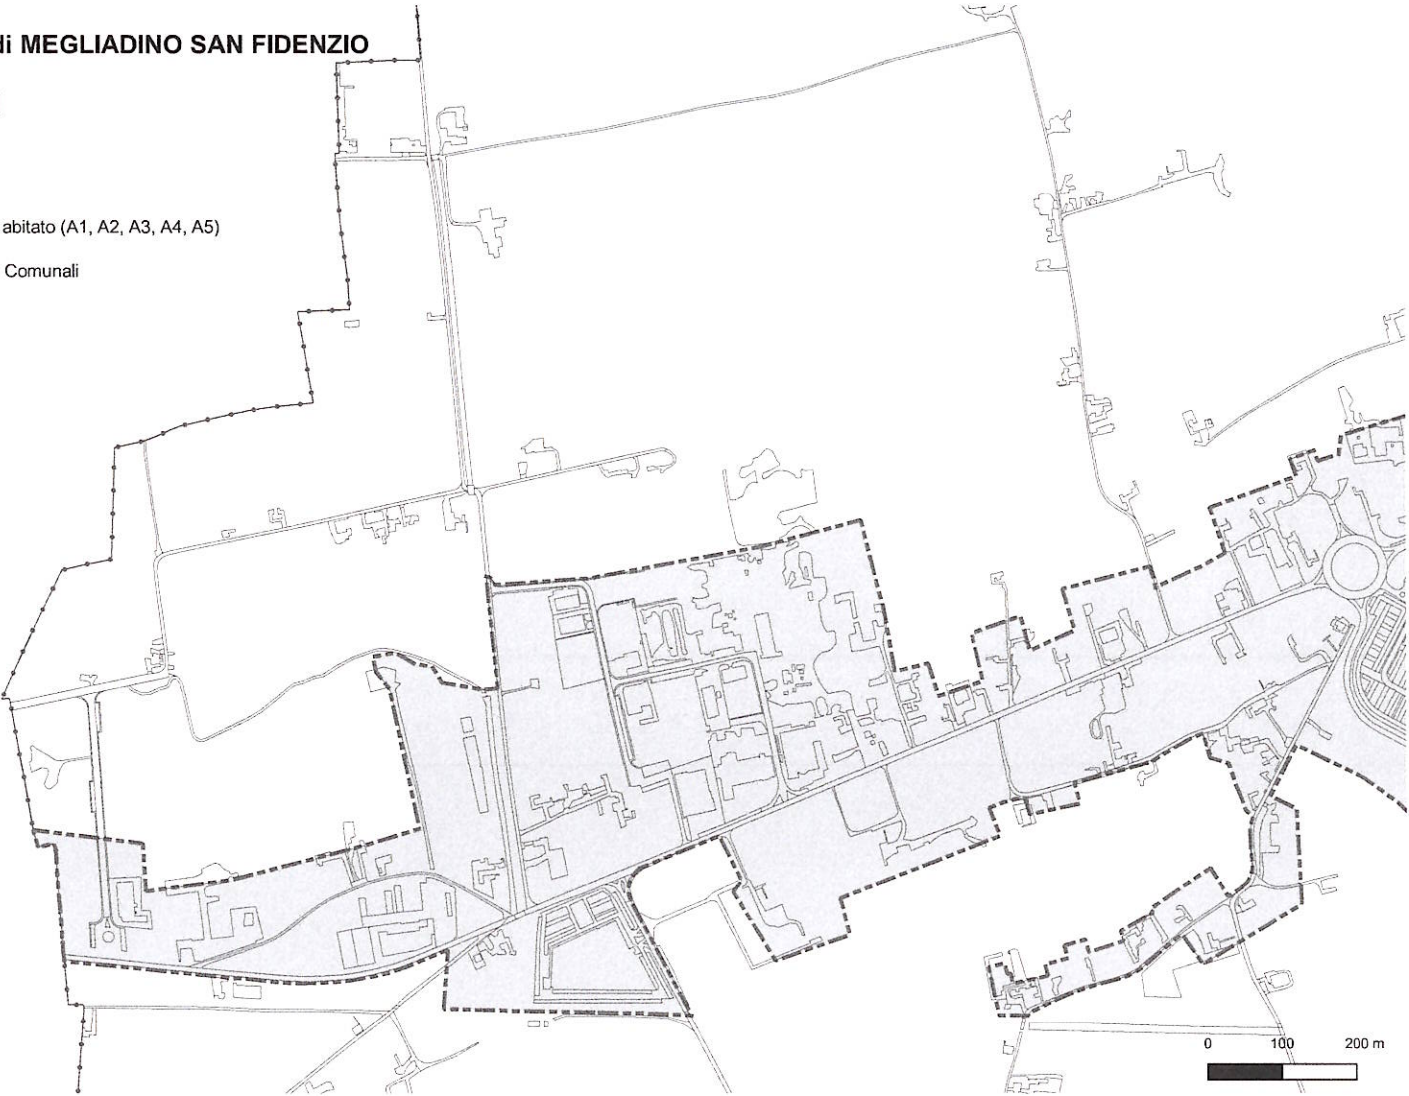 di MEGLIADINO SAN FIDENZIO
abitato (A1, A2, A3, A4, A5)
Comunali
0 100 200 m